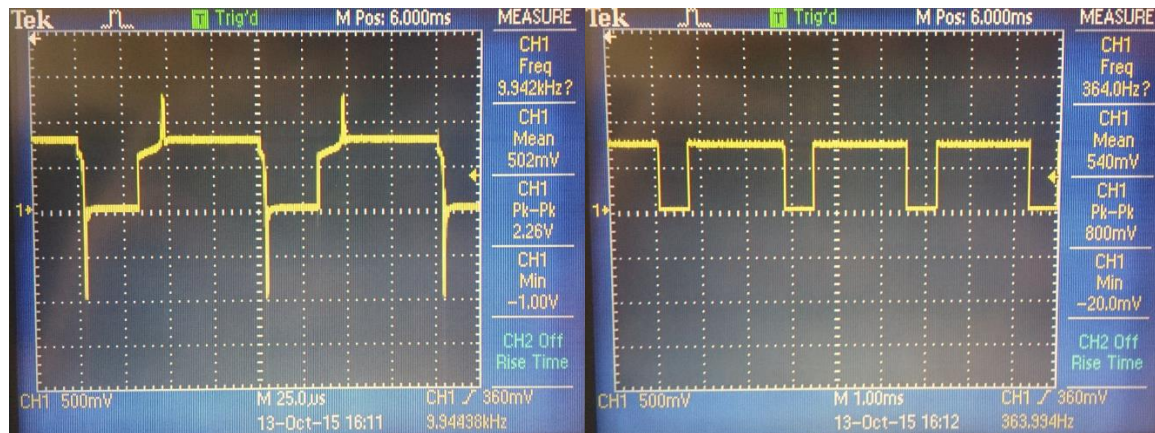 Tek
T Trig'd
M Pos: 6.000ms
MEASURE
CH1
Freq
9.942kHz?
CH1
Mean
502mV
CH1
Pk-Pk
2.26V
CH1
Min
-1.00V
CH2 Off
Rise Time
1
CH1 500mV
M 25.0µs
CH1 / 360mV
13-Oct-15 16:11
9.94438kHz
Tek
T Trig'd
M Pos: 6.000ms
MEASURE
CH1
Freq
364.0Hz?
CH1
Mean
540mV
CH1
Pk-Pk
800mV
CH1
Min
-20.0mV
CH2 Off
Rise Time
1
CH1 500mV
M 1.00ms
CH1 / 360mV
13-Oct-15 16:12
363.994Hz